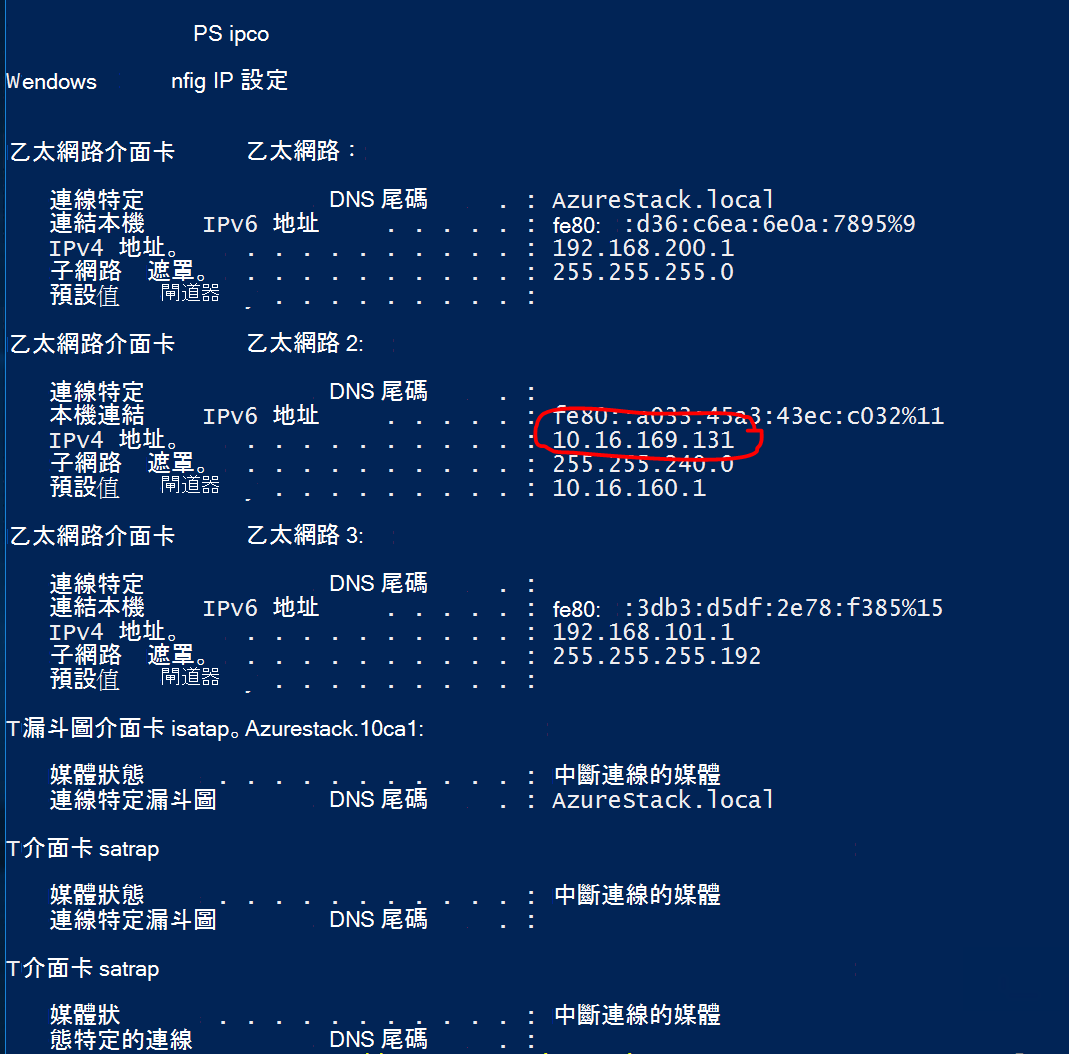 PS ipco
Wendows nfig IP 設定
乙太網路介面卡 乙太網路：
連線特定 DNS 尾碼 . : AzureStack.local
連結本機 IPv6 地址 . . . . . : fe80: :d36:c6ea:6e0a:7895%9
IPv4 地址。 . . . . . . . . . . . : 192.168.200.1
子網路 遮罩。 . . . . . . . . . . . : 255.255.255.0
預設值 閘道器 . . . . . . . . . . . :
乙太網路介面卡 乙太網路 2:
連線特定 DNS 尾碼 . :
本機連結 IPv6 地址 . . . . . : fe80::a033:45a3:43ec:c032%11
IPv4 地址。 . . . . . . . . . . . : 10.16.169.131
子網路 遮罩。 . . . . . . . . . . . : 255.255.240.0
預設值 閘道器 . . . . . . . . . . . : 10.16.160.1
乙太網路介面卡 乙太網路 3:
連線特定 DNS 尾碼 . :
連結本機 IPv6 地址 . . . . . : fe80: :3db3:d5df:2e78:f385%15
IPv4 地址。 . . . . . . . . . . . : 192.168.101.1
子網路 遮罩。 . . . . . . . . . . . : 255.255.255.192
預設值 閘道器 . . . . . . . . . . . :
T漏斗圖介面卡 isatap。Azurestack.10ca1:
媒體狀態 . . . . . . . . . . . : 中斷連線的媒體
連線特定漏斗圖 DNS 尾碼 . : AzureStack.local
T介面卡 satrap
媒體狀態 . . . . . . . . . . . : 中斷連線的媒體
連線特定漏斗圖 DNS 尾碼 . :
T介面卡 satrap
媒體狀 . . . . . . . . . . . : 中斷連線的媒體
態特定的連線 DNS 尾碼 . :